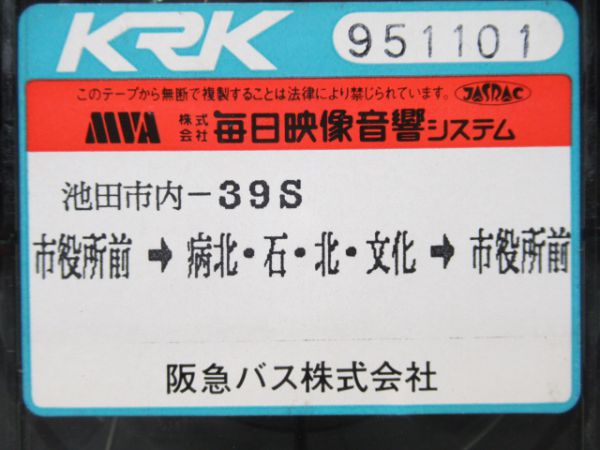 KRK 951101
このテープから無断で複製することは法律により禁じられています。 JASRAC
MVA 株式会社 毎日映像音響システム
池田市内-39S
市役所前 → 病北・石・北・文化 → 市役所前
阪急バス株式会社